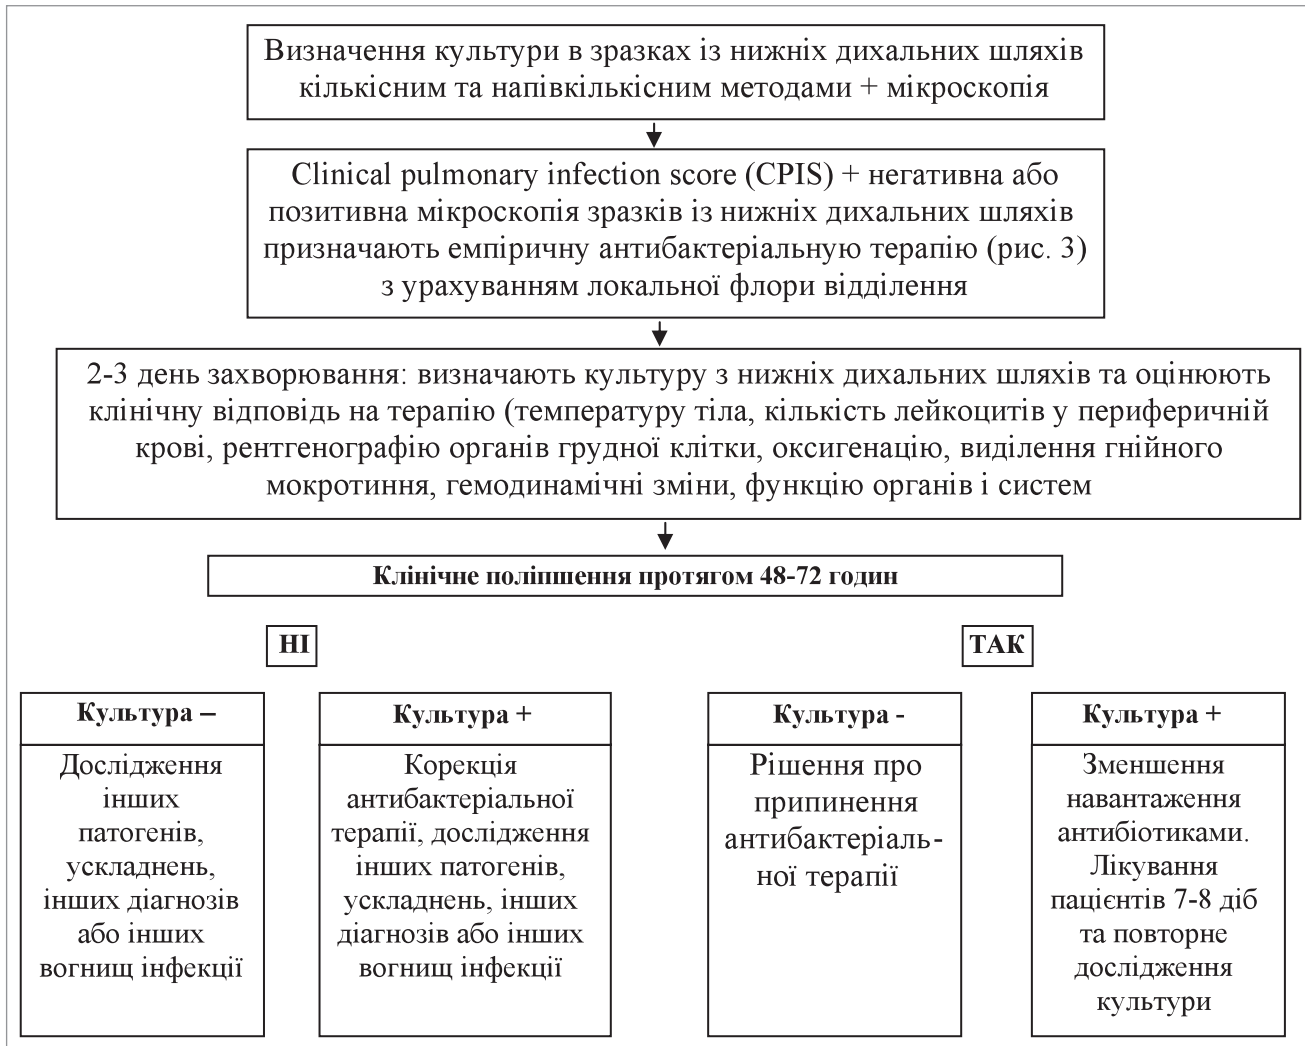 Визначення культури в зразках із нижніх дихальних шляхів
кількісним та напівкількісним методами + мікроскопія
Clinical pulmonary infection score (CPIS) + негативна або
позитивна мікроскопія зразків із нижніх дихальних шляхів
призначають емпіричну антибактеріальную терапію (рис. 3)
з урахуванням локальної флори відділення
2-3 день захворювання: визначають культуру з нижніх дихальних шляхів та оцінюють
клінічну відповідь на терапію (температуру тіла, кількість лейкоцитів у периферичній
крові, рентгенографію органів грудної клітки, оксигенацію, виділення гнійного
мокротиння, гемодинамічні зміни, функцію органів і систем
Клінічне поліпшення протягом 48-72 годин
НІ
ТАК
Культура –
Дослідження
інших
патогенів,
ускладнень,
інших діагнозів
або інших
вогнищ інфекції
Культура +
Корекція
антибактеріальної
терапії, дослідження
інших патогенів,
ускладнень, інших
діагнозів або інших
вогнищ інфекції
Культура -
Рішення про
припинення
антибактеріаль-
ної терапії
Культура +
Зменшення
навантаження
антибіотиками.
Лікування
пацієнтів 7-8 діб
та повторне
дослідження
культури